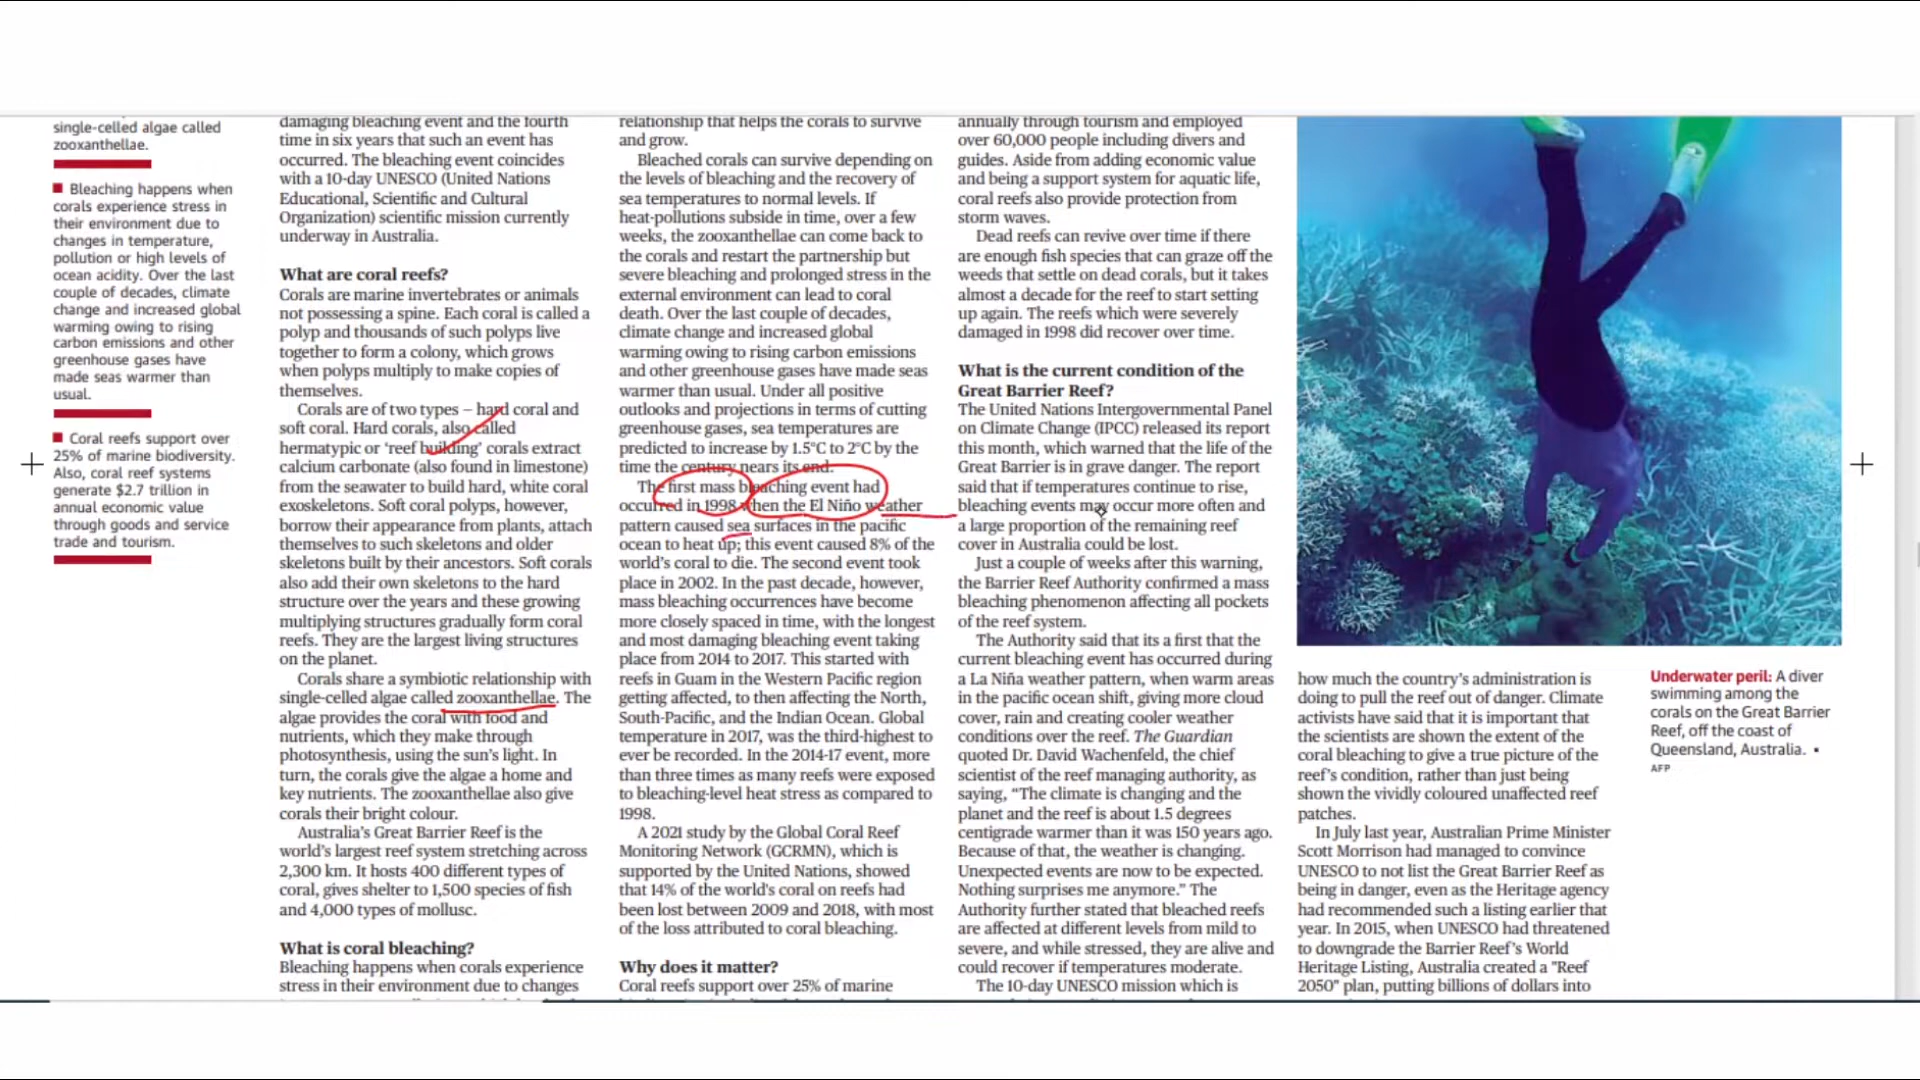 single-celled algae called
zooxanthellae.
Bleaching happens when
corals experience stress in
their environment due to
changes in temperature,
pollution or high levels of
ocean acidity. Over the last
couple of decades, climate
change and increased global
warming owing to rising
carbon emissions and other
greenhouse gases have
made seas warmer than
usual.
Coral reefs support over
25% of marine biodiversity.
Also, coral reef systems
generate $2.7 trillion in
annual economic value
through goods and service
trade and tourism.
damaging bleaching event and the fourth
time in six years that such an event has
occurred. The bleaching event coincides
with a 10-day UNESCO (United Nations
Educational, Scientific and Cultural
Organization) scientific mission currently
underway in Australia.
What are coral reefs?
Corals are marine invertebrates or animals
not possessing a spine. Each coral is called a
polyp and thousands of such polyps live
together to form a colony, which grows
when polyps multiply to make copies of
themselves.
Corals are of two types – hard coral and
soft coral. Hard corals, also called
hermatypic or ‘reef building’ corals extract
calcium carbonate (also found in limestone)
from the seawater to build hard, white coral
exoskeletons. Soft coral polyps, however,
borrow their appearance from plants, attach
themselves to such skeletons and older
skeletons built by their ancestors. Soft corals
also add their own skeletons to the hard
structure over the years and these growing
multiplying structures gradually form coral
reefs. They are the largest living structures
on the planet.
Corals share a symbiotic relationship with
single-celled algae called zooxanthellae. The
algae provides the coral with food and
nutrients, which they make through
photosynthesis, using the sun’s light. In
turn, the corals give the algae a home and
key nutrients. The zooxanthellae also give
corals their bright colour.
Australia’s Great Barrier Reef is the
world’s largest reef system stretching across
2,300 km. It hosts 400 different types of
coral, gives shelter to 1,500 species of fish
and 4,000 types of mollusc.
What is coral bleaching?
Bleaching happens when corals experience
stress in their environment due to changes
relationship that helps the corals to survive
and grow.
Bleached corals can survive depending on
the levels of bleaching and the recovery of
sea temperatures to normal levels. If
heat-pollutions subside in time, over a few
weeks, the zooxanthellae can come back to
the corals and restart the partnership but
severe bleaching and prolonged stress in the
external environment can lead to coral
death. Over the last couple of decades,
climate change and increased global
warming owing to rising carbon emissions
and other greenhouse gases have made seas
warmer than usual. Under all positive
outlooks and projections in terms of cutting
greenhouse gases, sea temperatures are
predicted to increase by 1.5°C to 2°C by the
time the century nears its end.
The first mass bleaching event had
occurred in 1998 when the El Niño weather
pattern caused sea surfaces in the pacific
ocean to heat up; this event caused 8% of the
world’s coral to die. The second event took
place in 2002. In the past decade, however,
mass bleaching occurrences have become
more closely spaced in time, with the longest
and most damaging bleaching event taking
place from 2014 to 2017. This started with
reefs in Guam in the Western Pacific region
getting affected, to then affecting the North,
South-Pacific, and the Indian Ocean. Global
temperature in 2017, was the third-highest to
ever be recorded. In the 2014-17 event, more
than three times as many reefs were exposed
to bleaching-level heat stress as compared to
1998.
A 2021 study by the Global Coral Reef
Monitoring Network (GCRMN), which is
supported by the United Nations, showed
that 14% of the world’s coral on reefs had
been lost between 2009 and 2018, with most
of the loss attributed to coral bleaching.
Why does it matter?
Coral reefs support over 25% of marine
annually through tourism and employed
over 60,000 people including divers and
guides. Aside from adding economic value
and being a support system for aquatic life,
coral reefs also provide protection from
storm waves.
Dead reefs can revive over time if there
are enough fish species that can graze off the
weeds that settle on dead corals, but it takes
almost a decade for the reef to start setting
up again. The reefs which were severely
damaged in 1998 did recover over time.
What is the current condition of the
Great Barrier Reef?
The United Nations Intergovernmental Panel
on Climate Change (IPCC) released its report
this month, which warned that the life of the
Great Barrier is in grave danger. The report
said that if temperatures continue to rise,
bleaching events may occur more often and
a large proportion of the remaining reef
cover in Australia could be lost.
Just a couple of weeks after this warning,
the Barrier Reef Authority confirmed a mass
bleaching phenomenon affecting all pockets
of the reef system.
The Authority said that its a first that the
current bleaching event has occurred during
a La Niña weather pattern, when warm areas
in the pacific ocean shift, giving more cloud
cover, rain and creating cooler weather
conditions over the reef. The Guardian
quoted Dr. David Wachenfeld, the chief
scientist of the reef managing authority, as
saying, “The climate is changing and the
planet and the reef is about 1.5 degrees
centigrade warmer than it was 150 years ago.
Because of that, the weather is changing.
Unexpected events are now to be expected.
Nothing surprises me anymore.” The
Authority further stated that bleached reefs
are affected at different levels from mild to
severe, and while stressed, they are alive and
could recover if temperatures moderate.
The 10-day UNESCO mission which is
how much the country’s administration is
doing to pull the reef out of danger. Climate
activists have said that it is important that
the scientists are shown the extent of the
coral bleaching to give a true picture of the
reef’s condition, rather than just being
shown the vividly coloured unaffected reef
patches.
In July last year, Australian Prime Minister
Scott Morrison had managed to convince
UNESCO to not list the Great Barrier Reef as
being in danger, even as the Heritage agency
had recommended such a listing earlier that
year. In 2015, when UNESCO had threatened
to downgrade the Barrier Reef’s World
Heritage Listing, Australia created a "Reef
2050" plan, putting billions of dollars into
Underwater peril: A diver
swimming among the
corals on the Great Barrier
Reef, off the coast of
Queensland, Australia. ▪
AFP